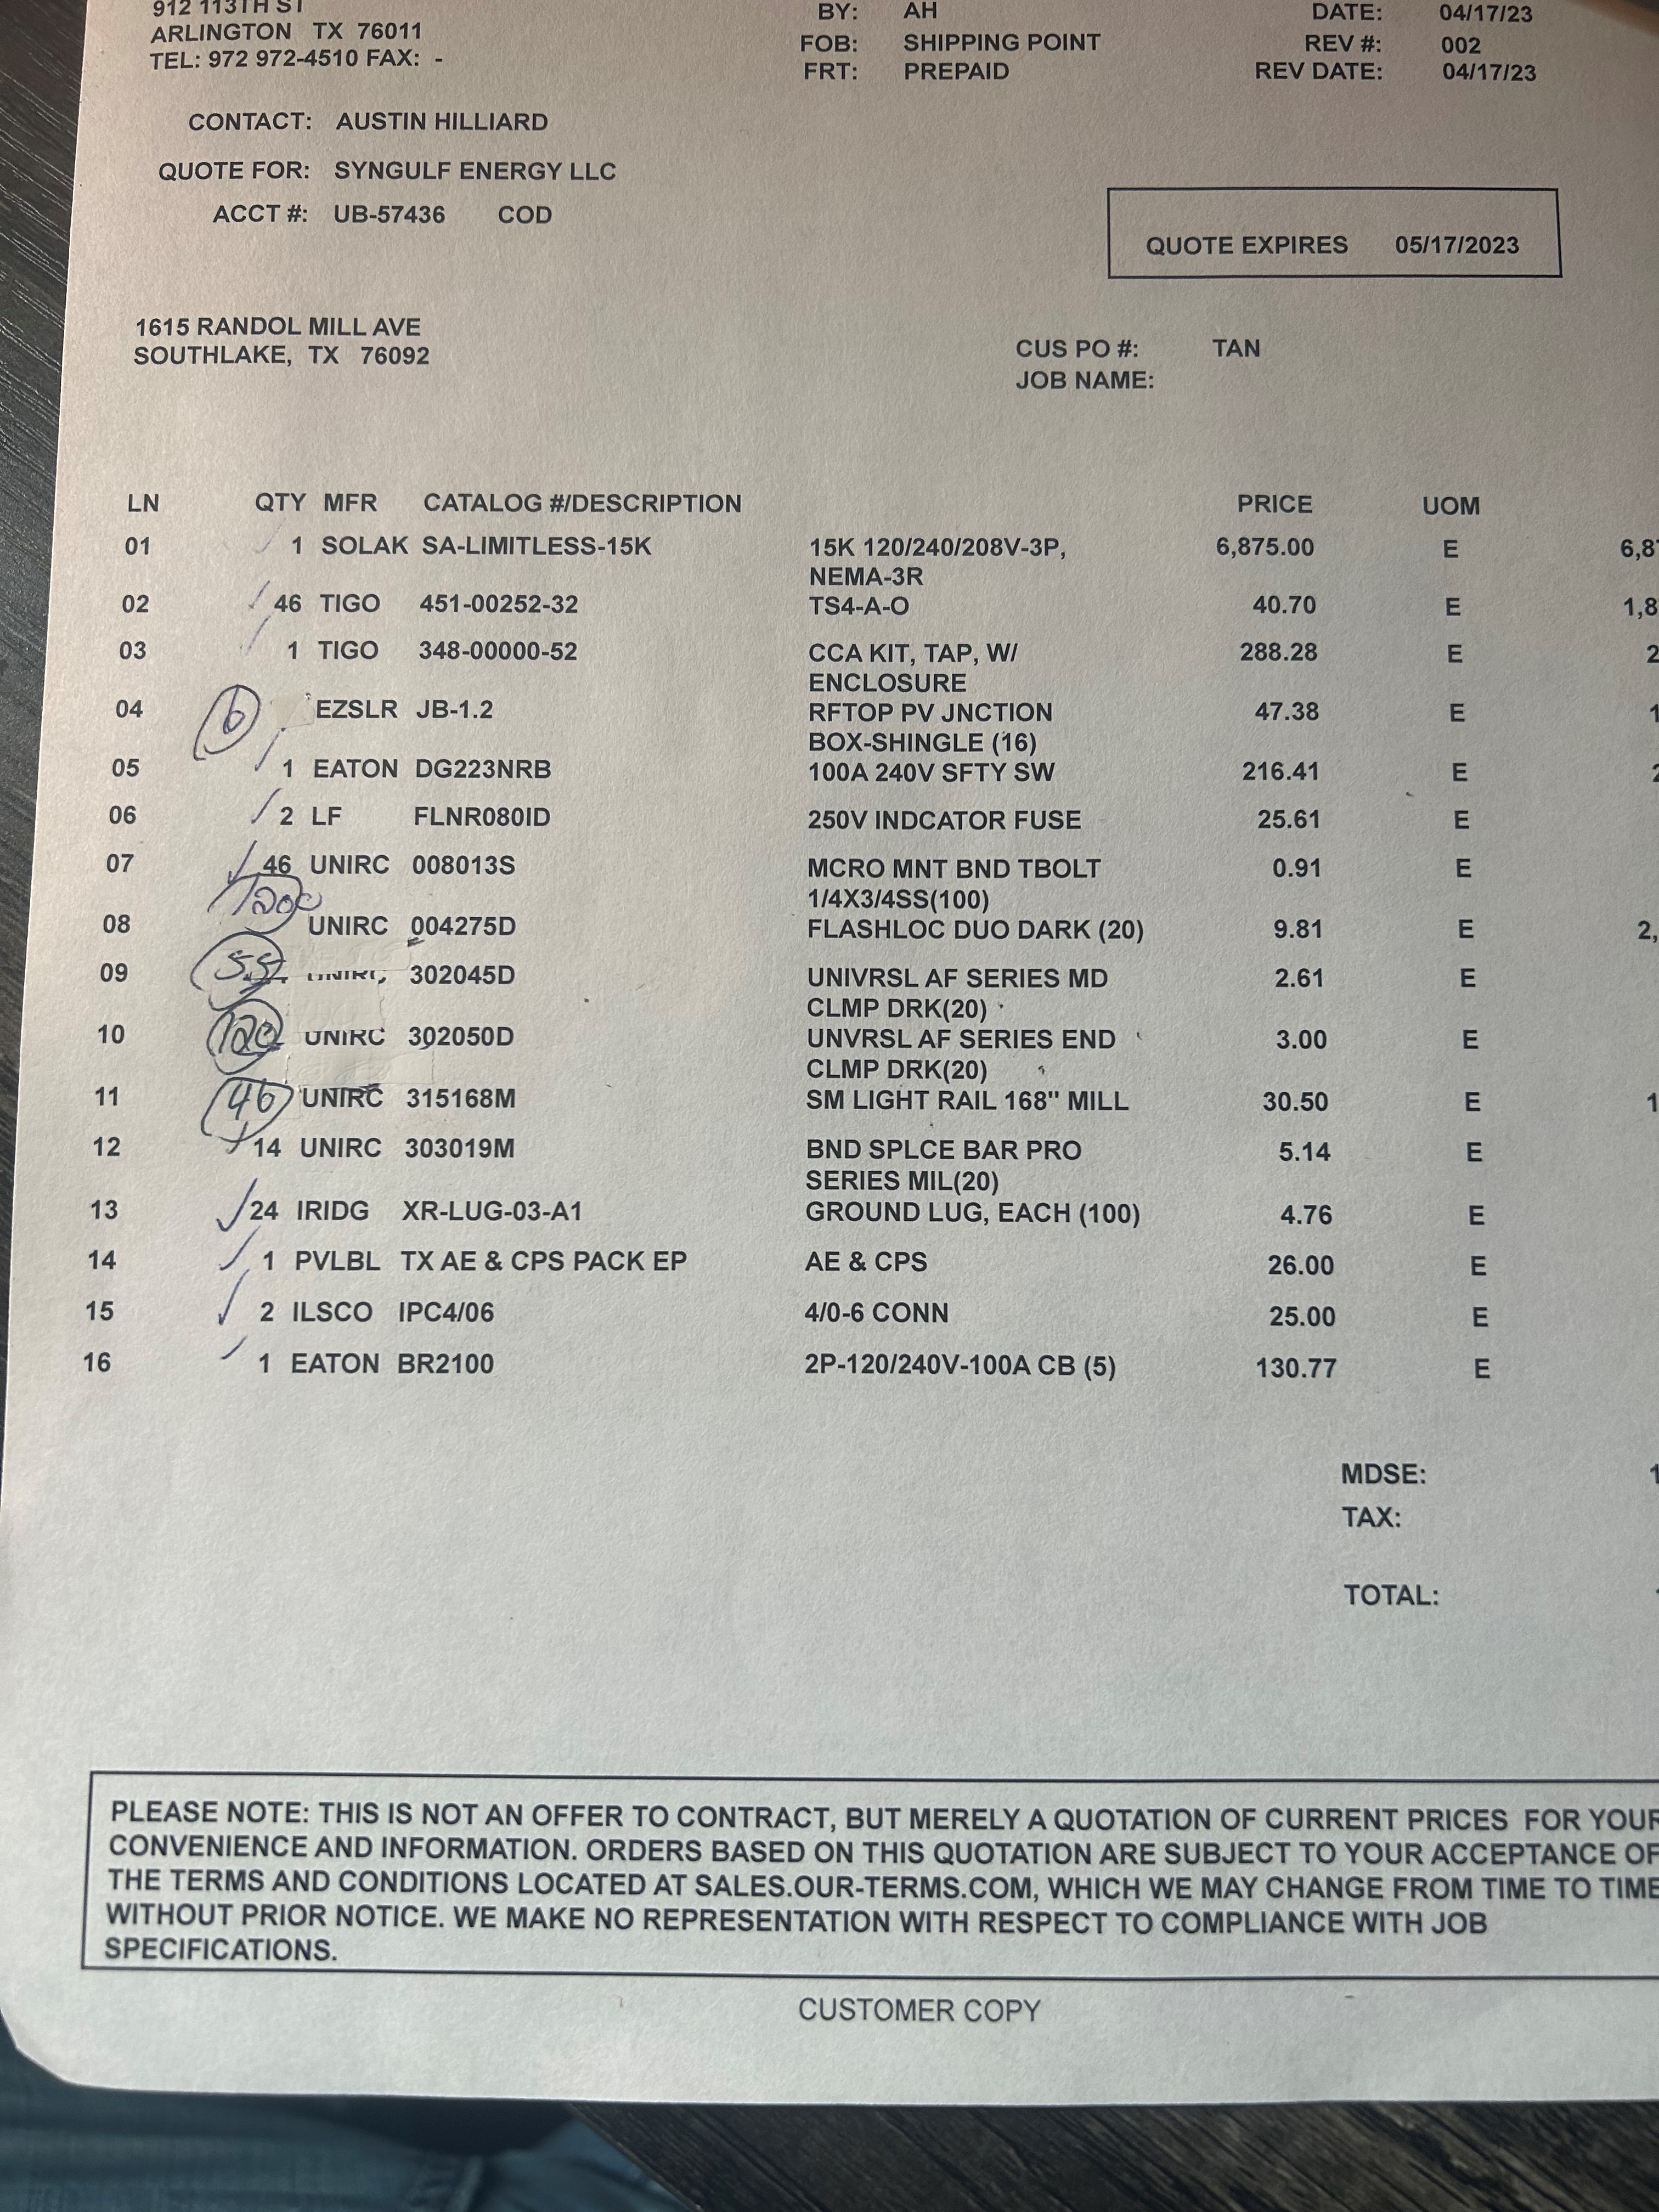 912 113TH ST BY: AH DATE: 04/17/23
ARLINGTON TX 76011 FOB: SHIPPING POINT REV #: 002
TEL: 972 972-4510 FAX: - FRT: PREPAID REV DATE: 04/17/23
CONTACT: AUSTIN HILLIARD
QUOTE FOR: SYNGULF ENERGY LLC
ACCT #: UB-57436 COD
QUOTE EXPIRES 05/17/2023
1615 RANDOL MILL AVE
SOUTHLAKE, TX 76092
CUS PO #: TAN
JOB NAME:
LN QTY MFR CATALOG #/DESCRIPTION PRICE UOM
01 1 SOLAK SA-LIMITLESS-15K 15K 120/240/208V-3P, 6,875.00 E 6,87
NEMA-3R
02 46 TIGO 451-00252-32 TS4-A-O 40.70 E 1,8
03 1 TIGO 348-00000-52 CCA KIT, TAP, W/ 288.28 E 2
ENCLOSURE
04 6 EZSLR JB-1.2 RFTOP PV JNCTION 47.38 E 1
BOX-SHINGLE (16)
05 1 EATON DG223NRB 100A 240V SFTY SW 216.41 E 2
06 2 LF FLNR080ID 250V INDCATOR FUSE 25.61 E
07 46 UNIRC 008013S MCRO MNT BND TBOLT 0.91 E
1/4X3/4SS(100)
08 UNIRC 004275D FLASHLOC DUO DARK (20) 9.81 E 2,
09 55 UNIRC 302045D UNIVRSL AF SERIES MD 2.61 E
CLMP DRK(20)
10 120 UNIRC 302050D UNVRSL AF SERIES END 3.00 E
CLMP DRK(20)
11 46 UNIRC 315168M SM LIGHT RAIL 168" MILL 30.50 E 1
12 14 UNIRC 303019M BND SPLCE BAR PRO 5.14 E
SERIES MIL(20)
13 24 IRIDG XR-LUG-03-A1 GROUND LUG, EACH (100) 4.76 E
14 1 PVLBL TX AE & CPS PACK EP AE & CPS 26.00 E
15 2 ILSCO IPC4/06 4/0-6 CONN 25.00 E
16 1 EATON BR2100 2P-120/240V-100A CB (5) 130.77 E
MDSE: 1
TAX:
TOTAL:
PLEASE NOTE: THIS IS NOT AN OFFER TO CONTRACT, BUT MERELY A QUOTATION OF CURRENT PRICES FOR YOUR
CONVENIENCE AND INFORMATION. ORDERS BASED ON THIS QUOTATION ARE SUBJECT TO YOUR ACCEPTANCE OF
THE TERMS AND CONDITIONS LOCATED AT SALES.OUR-TERMS.COM, WHICH WE MAY CHANGE FROM TIME TO TIME
WITHOUT PRIOR NOTICE. WE MAKE NO REPRESENTATION WITH RESPECT TO COMPLIANCE WITH JOB
SPECIFICATIONS.
CUSTOMER COPY